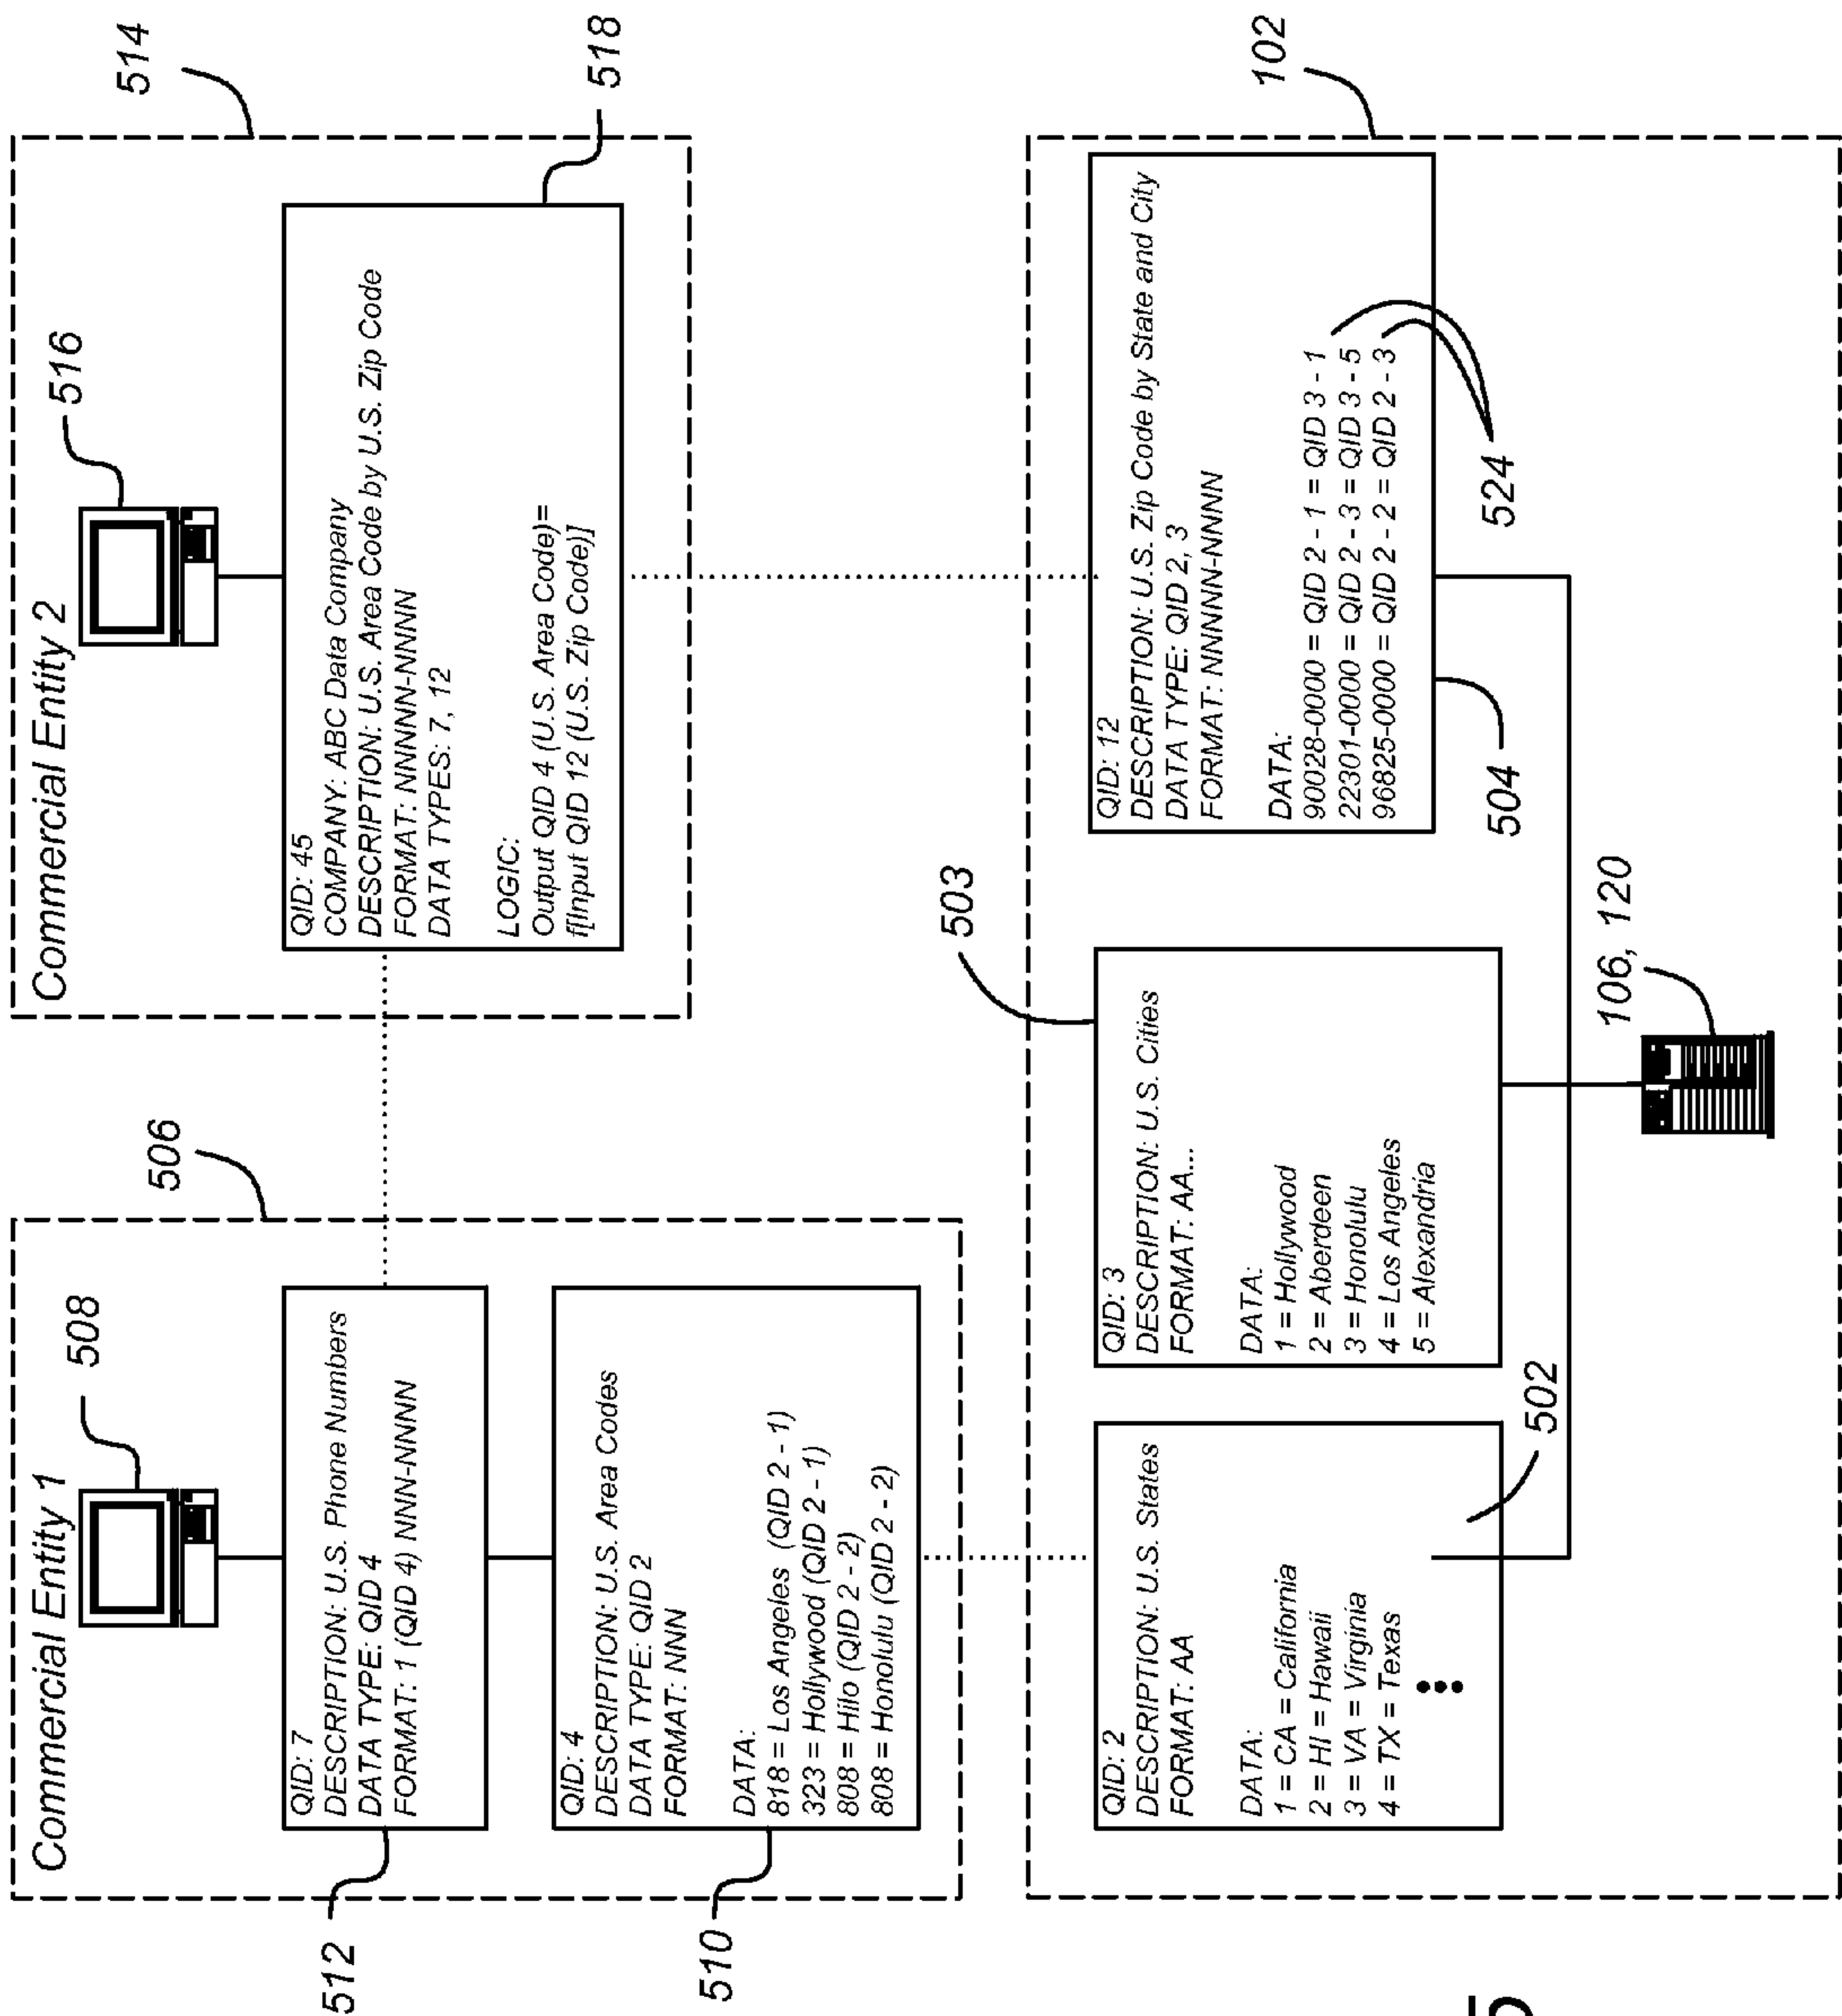 Commercial Entity 1
508
506
QID: 7
DESCRIPTION: U.S. Phone Numbers
DATA TYPE: QID 4
FORMAT: 1 (QID 4) NNN-NNNN
512
QID: 4
DESCRIPTION: U.S. Area Codes
DATA TYPE: QID 2
FORMAT: NNN
DATA:
818 = Los Angeles (QID 2 - 1)
323 = Hollywood (QID 2 - 1)
808 = Hilo (QID 2 - 2)
808 = Honolulu (QID 2 - 2)
510
Commercial Entity 2
516
514
QID: 45
COMPANY: ABC Data Company
DESCRIPTION: U.S. Area Code by U.S. Zip Code
FORMAT: NNNNN-NNNN
DATA TYPES: 7, 12
LOGIC:
Output QID 4 (U.S. Area Code)=
f[Input QID 12 (U.S. Zip Code)]
518
QID: 2
DESCRIPTION: U.S. States
FORMAT: AA
DATA:
1 = CA = California
2 = HI = Hawaii
3 = VA = Virginia
4 = TX = Texas
502
503
QID: 3
DESCRIPTION: U.S. Cities
FORMAT: AA...
DATA:
1 = Hollywood
2 = Aberdeen
3 = Honolulu
4 = Los Angeles
5 = Alexandria
102
QID: 12
DESCRIPTION: U.S. Zip Code by State and City
DATA TYPE: QID 2, 3
FORMAT: NNNNN-NNNN
DATA:
90028-0000 = QID 2 - 1 = QID 3 - 1
22301-0000 = QID 2 - 3 = QID 3 - 5
96825-0000 = QID 2 - 2 = QID 2 - 3
504
524
106, 120
5